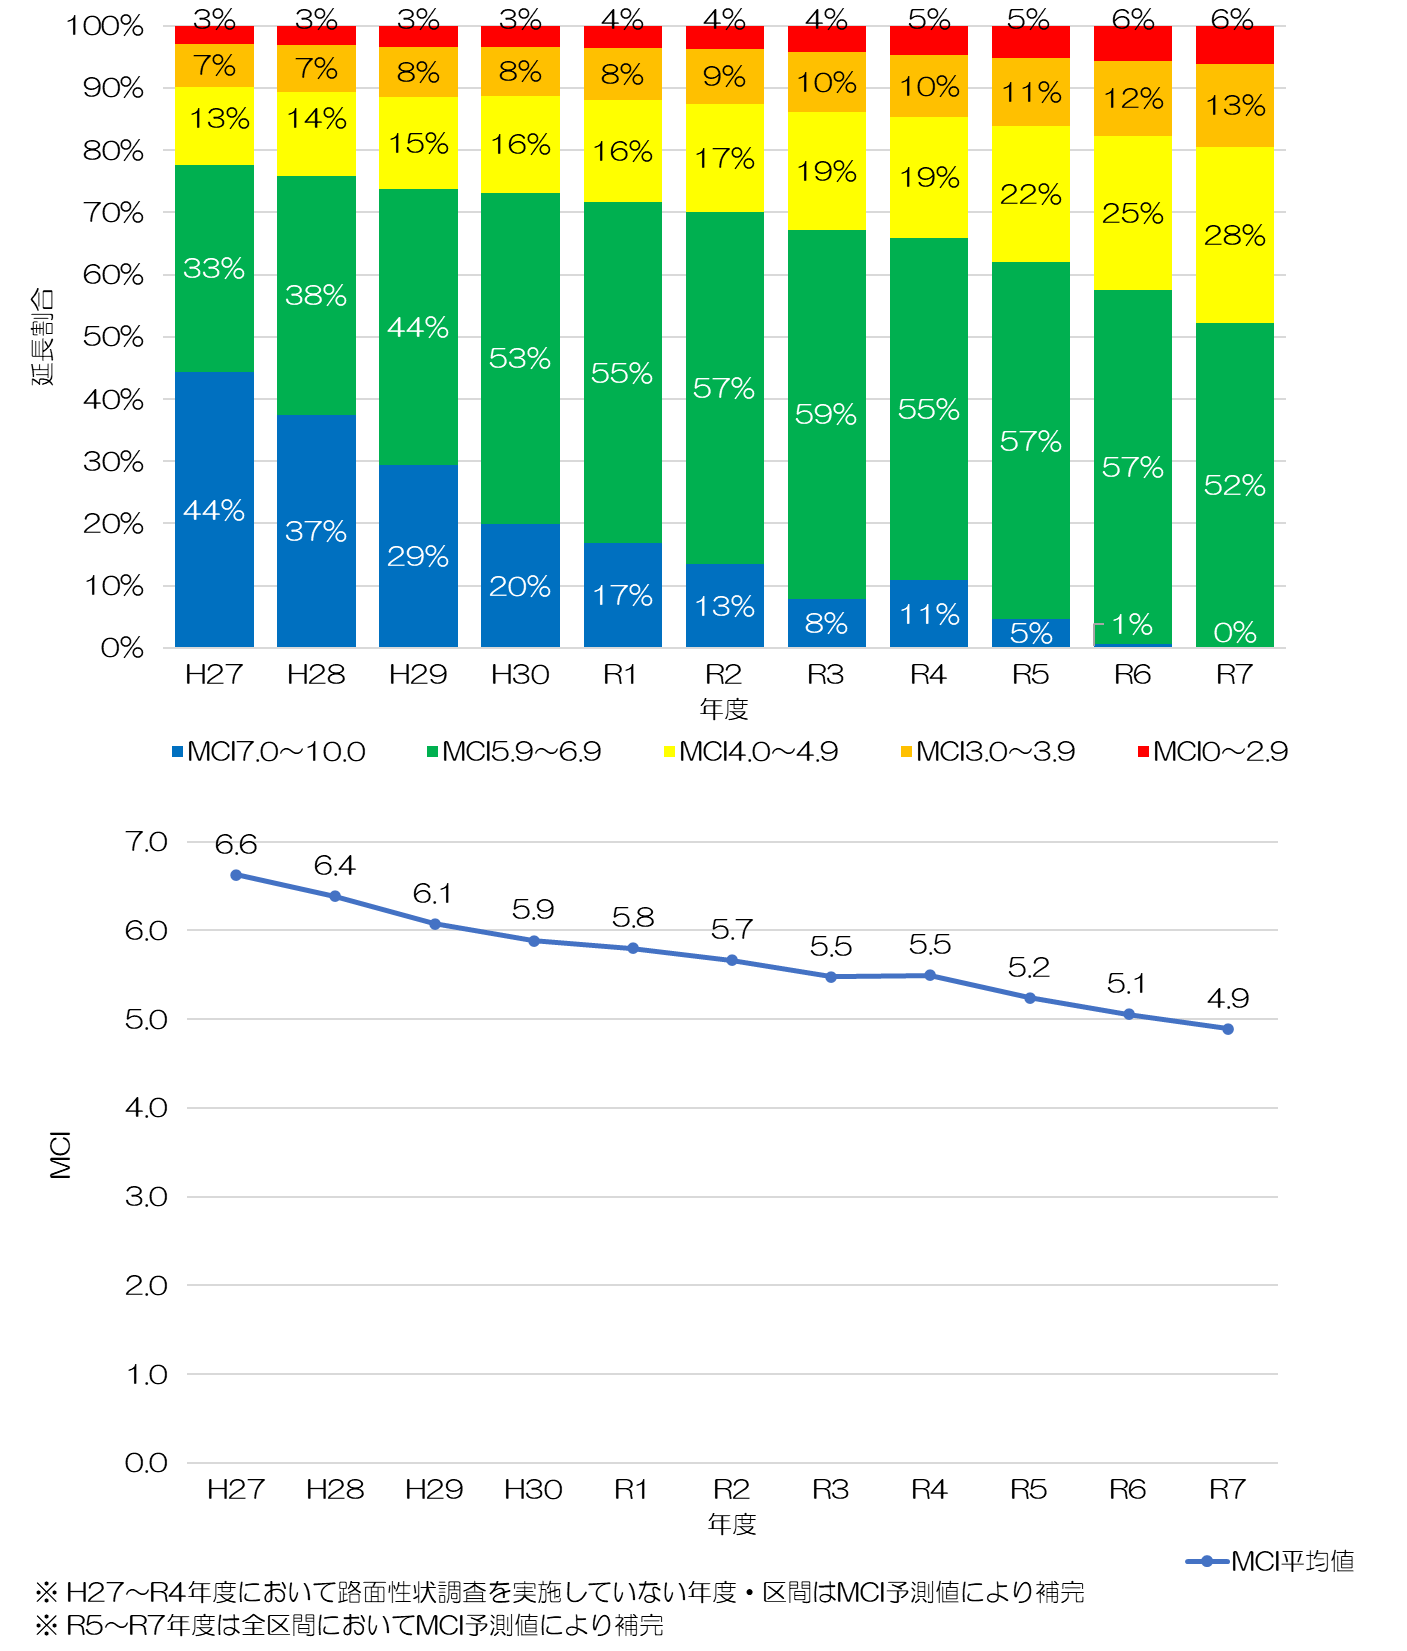 3% 3% 3% 3% 4% 4% 4% 5% 5% 6% 6%
100%
7% 7% 8% 8% 8% 9% 10% 10% 11% 12% 13%
90%
13% 14% 15% 16% 16% 17% 19% 19% 22% 25% 28%
80%
70%
33% 38% 44% 53% 55% 57% 59% 55% 57% 57% 52%
60%
50%
40%
30%
44% 37% 29% 20% 17% 13% 8% 11% 5% 1% 0%
20%
10%
0%
延長割合
H27 H28 H29 H30 R1 R2 R3 R4 R5 R6 R7
年度
MCI7.0～10.0 MCI5.9～6.9 MCI4.0～4.9 MCI3.0～3.9 MCI0～2.9
7.0
6.6 6.4 6.1 5.9 5.8 5.7 5.5 5.5 5.2 5.1 4.9
6.0
5.0
4.0
MCI
3.0
2.0
1.0
0.0
H27 H28 H29 H30 R1 R2 R3 R4 R5 R6 R7
年度
MCI平均値
※ H27～R4年度において路面性状調査を実施していない年度・区間はMCI予測値により補完
※ R5～R7年度は全区間においてMCI予測値により補完